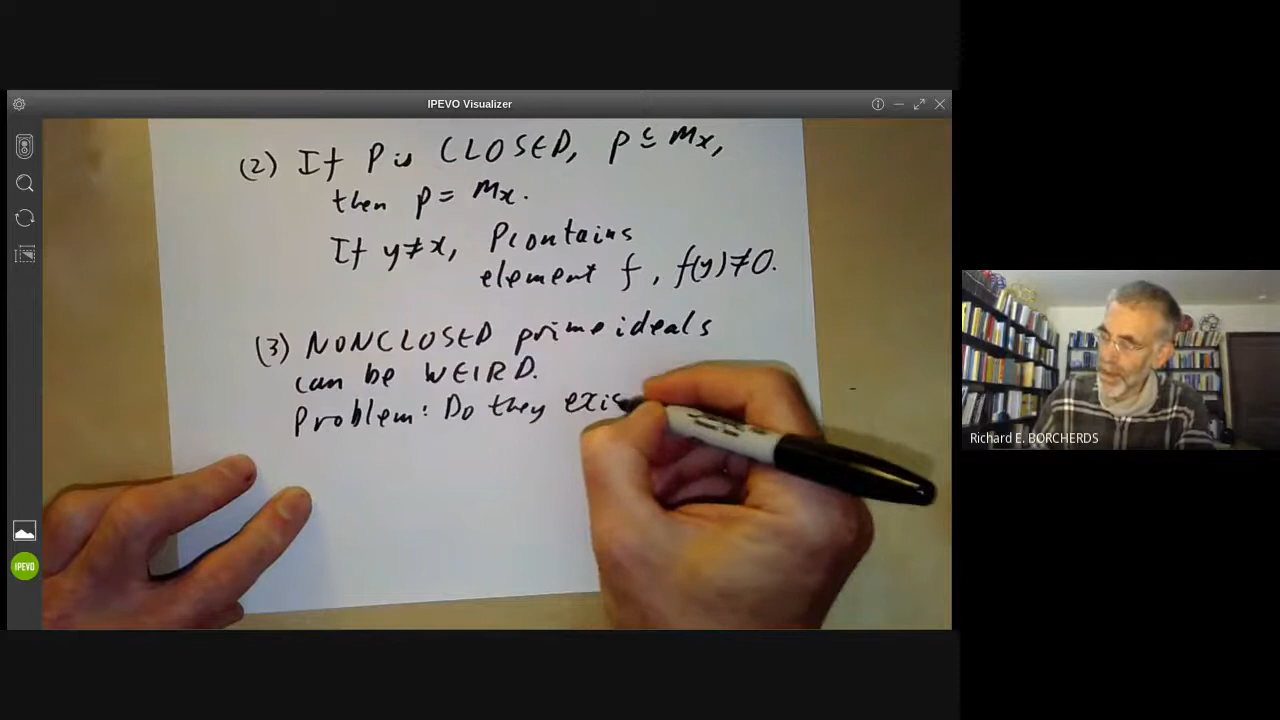 IPEVO Visualizer
(2) If P is CLOSED, P ⊆ Mx,
then P = Mx.
If y≠x, P contains
element f, f(y)≠0.
(3) NONCLOSED prime ideals
can be WEIRD.
Problem: Do they exis
Richard E. BORCHERDS
IPEVO